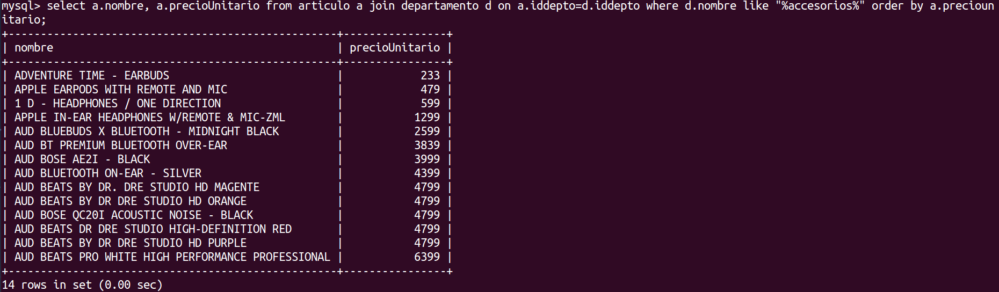 mysql> select a.nombre, a.precioUnitario from articulo a join departamento d on a.iddepto=d.iddepto where d.nombre like "%accesorios%" order by a.precioun
itario;
+---------------------------------------------------+----------------+
| nombre                                            | precioUnitario |
+---------------------------------------------------+----------------+
| ADVENTURE TIME - EARBUDS                          |            233 |
| APPLE EARPODS WITH REMOTE AND MIC                 |            479 |
| 1 D - HEADPHONES / ONE DIRECTION                  |            599 |
| APPLE IN-EAR HEADPHONES W/REMOTE & MIC-ZML        |           1299 |
| AUD BLUEBUDS X BLUETOOTH - MIDNIGHT BLACK         |           2599 |
| AUD BT PREMIUM BLUETOOTH OVER-EAR                 |           3839 |
| AUD BOSE AE2I - BLACK                             |           3999 |
| AUD BLUETOOTH ON-EAR - SILVER                     |           4399 |
| AUD BEATS BY DR. DRE STUDIO HD MAGENTE            |           4799 |
| AUD BEATS BY DR DRE STUDIO HD ORANGE              |           4799 |
| AUD BOSE QC20I ACOUSTIC NOISE - BLACK             |           4799 |
| AUD BEATS DR DRE STUDIO HIGH-DEFINITION RED       |           4799 |
| AUD BEATS BY DR DRE STUDIO HD PURPLE              |           4799 |
| AUD BEATS PRO WHITE HIGH PERFORMANCE PROFESSIONAL |           6399 |
+---------------------------------------------------+----------------+
14 rows in set (0.00 sec)